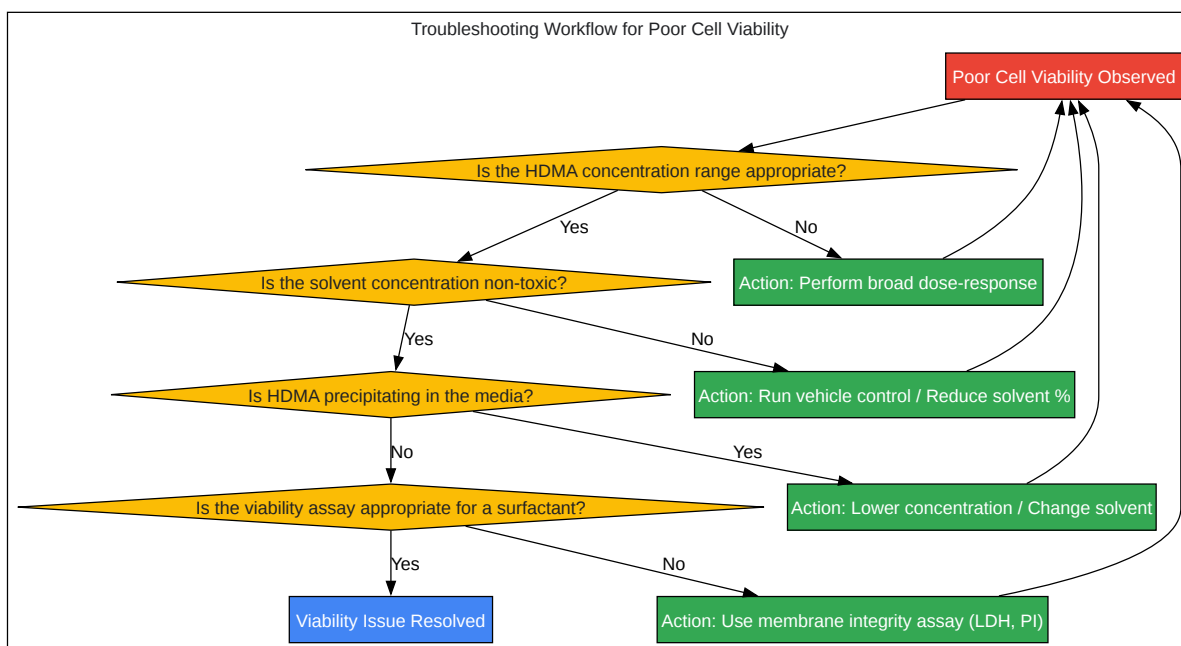 Troubleshooting Workflow for Poor Cell Viability
Poor Cell Viability Observed
Is the HDMA concentration range appropriate?
Yes
No
Is the solvent concentration non-toxic?
Action: Perform broad dose-response
Yes
No
Is HDMA precipitating in the media?
Action: Run vehicle control / Reduce solvent %
No
Yes
Is the viability assay appropriate for a surfactant?
Action: Lower concentration / Change solvent
Yes
No
Viability Issue Resolved
Action: Use membrane integrity assay (LDH, PI)